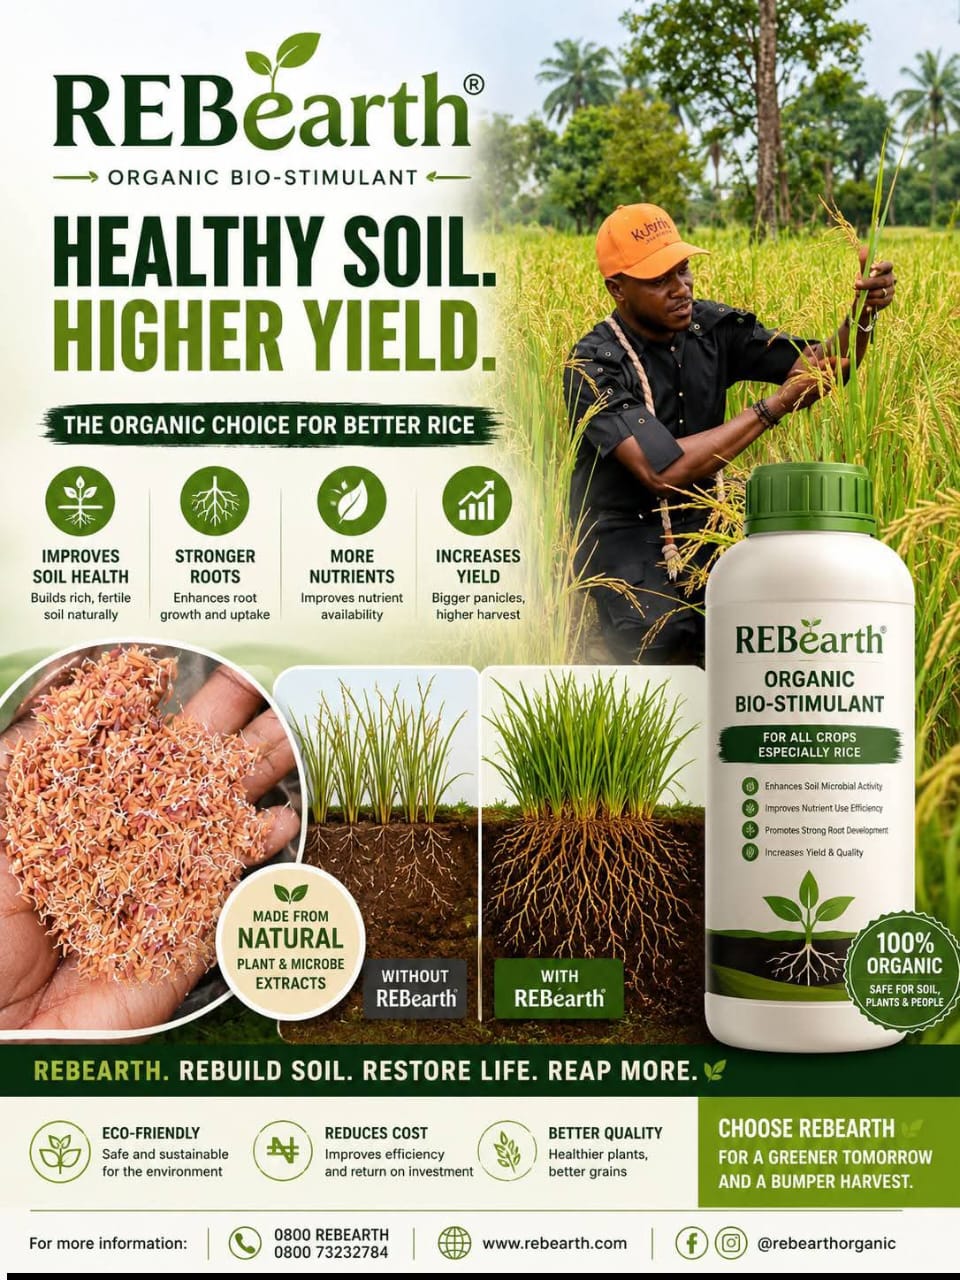 REBearth®
ORGANIC BIO-STIMULANT
HEALTHY SOIL.
HIGHER YIELD.
THE ORGANIC CHOICE FOR BETTER RICE
IMPROVES
SOIL HEALTH
Builds rich, fertile
soil naturally
STRONGER
ROOTS
Enhances root
growth and uptake
MORE
NUTRIENTS
Improves nutrient
availability
INCREASES
YIELD
Bigger panicles,
higher harvest
MADE FROM
NATURAL
PLANT & MICROBE
EXTRACTS
WITHOUT
REBearth
WITH
REBearth
REBearth
ORGANIC
BIO-STIMULANT
FOR ALL CROPS
ESPECIALLY RICE
Enhances Soil Microbial Activity
Improves Nutrient Use Efficiency
Promotes Strong Root Development
Increases Yield & Quality
100%
ORGANIC
SAFE FOR SOIL,
PLANTS & PEOPLE
REBEARTH. REBUILD SOIL. RESTORE LIFE. REAP MORE.
ECO-FRIENDLY
Safe and sustainable
for the environment
₦
REDUCES COST
Improves efficiency
and return on investment
BETTER QUALITY
Healthier plants,
better grains
CHOOSE REBEARTH
FOR A GREENER TOMORROW
AND A BUMPER HARVEST.
For more information:
0800 REBEARTH
0800 73232784
www.rebearth.com
@rebearthorganic